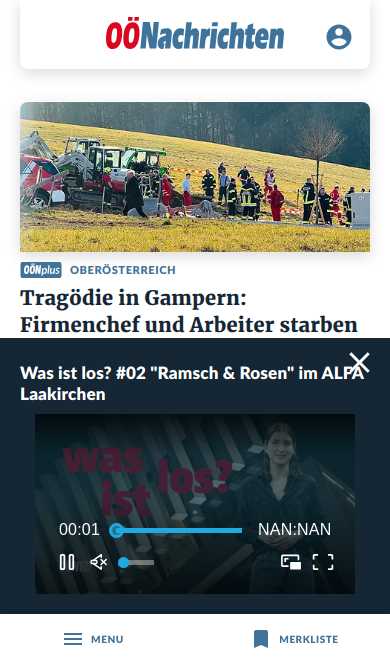 OÖNachrichten
OÖNplus OBERÖSTERREICH
Tragödie in Gampern:
Firmenchef und Arbeiter starben
Was ist los? #02 "Ramsch & Rosen" im ALFA
Laakirchen
was
ist los?
00:01 NAN:NAN
MENU MERKLISTE